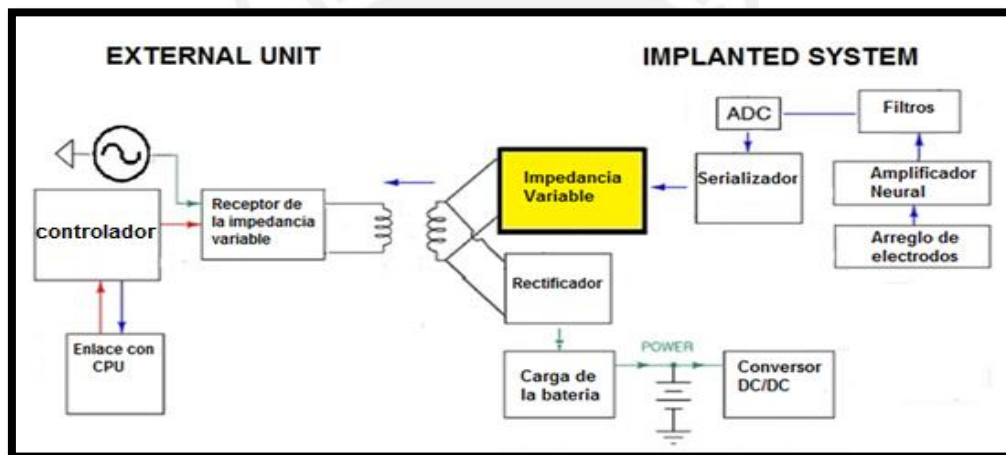 EXTERNAL UNIT
IMPLANTED SYSTEM
ADC
Filtros
Impedancia
Variable
Serializador
Amplificador
Neural
Receptor de
la impedancia
variable
controlador
Arreglo de
electrodos
Rectificador
Enlace con
CPU
POWER
Carga de
la bateria
Conversor
DC/DC